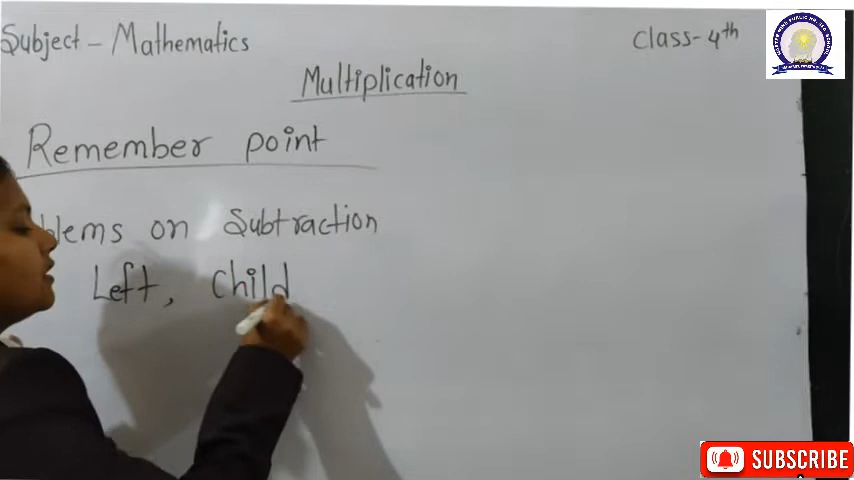 Subject - Mathematics
Class- 4th
Multiplication
Remember point
blems on Subtraction
Left, Child
SUBSCRIBE